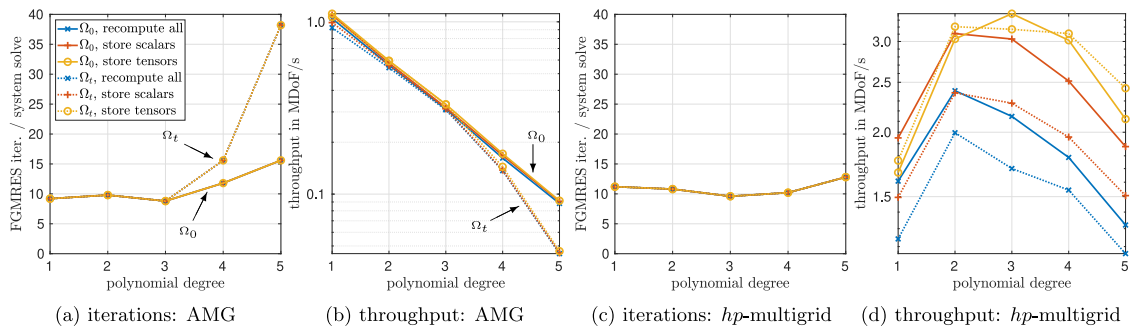 FGMRES iter. / system solve
40
35
30
25
20
15
10
5
0
Ω0, recompute all
Ω0, store scalars
Ω0, store tensors
Ωt, recompute all
Ωt, store scalars
Ωt, store tensors
Ωt
Ω0
1 2 3 4 5
polynomial degree
(a) iterations: AMG
throughput in MDoF/s
1.0
0.1
Ω0
Ωt
1 2 3 4 5
polynomial degree
(b) throughput: AMG
FGMRES iter. / system solve
40
35
30
25
20
15
10
5
0
1 2 3 4 5
polynomial degree
(c) iterations: hp-multigrid
throughput in MDoF/s
3.0
2.5
2.0
1.5
1 2 3 4 5
polynomial degree
(d) throughput: hp-multigrid